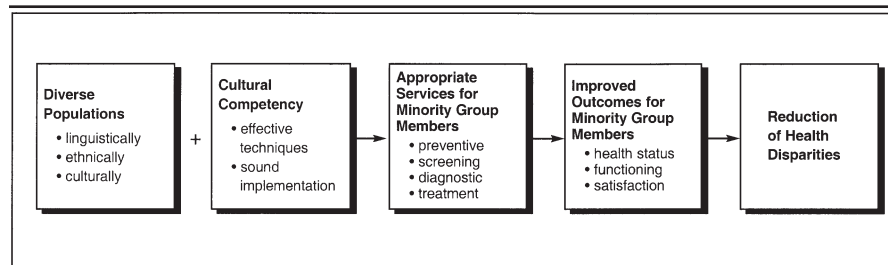 Diverse
Populations
• linguistically
• ethnically
• culturally
+
Cultural
Competency
• effective
techniques
• sound
implementation
Appropriate
Services for
Minority Group
Members
• preventive
• screening
• diagnostic
• treatment
Improved
Outcomes for
Minority Group
Members
• health status
• functioning
• satisfaction
Reduction
of Health
Disparities